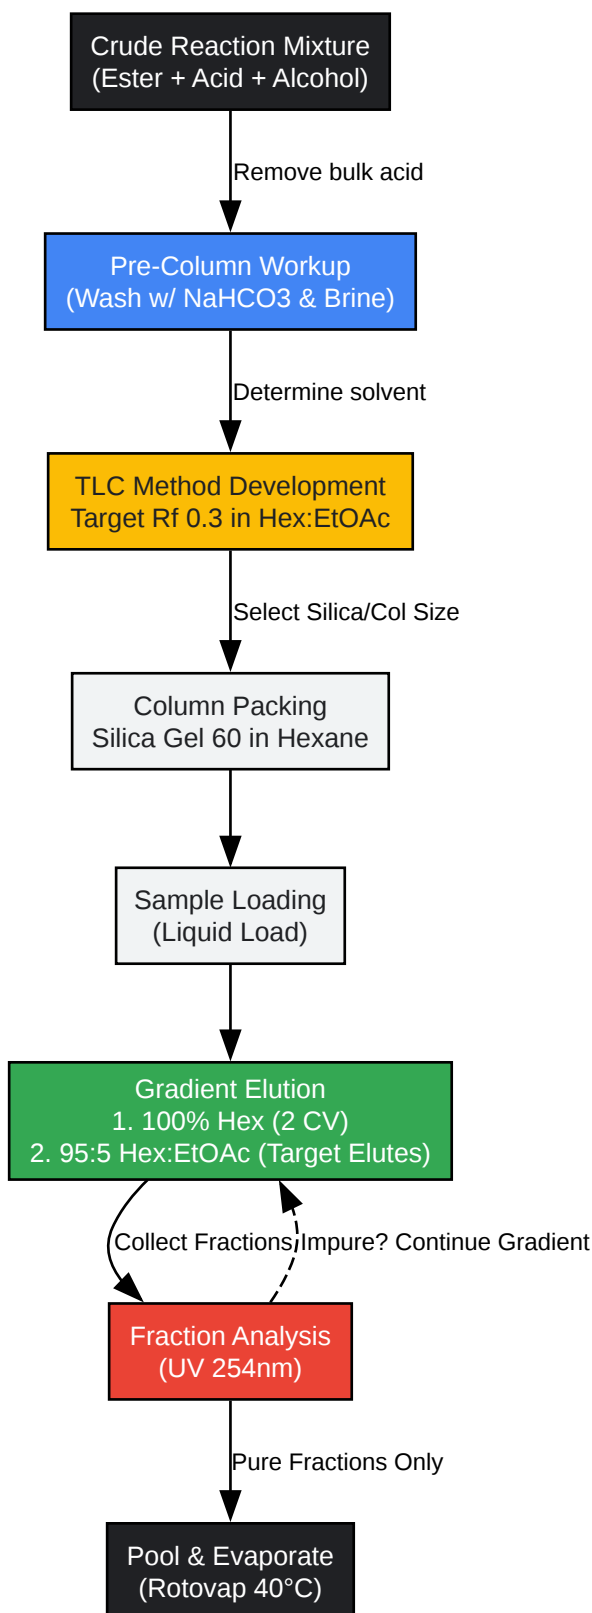 Crude Reaction Mixture
(Ester + Acid + Alcohol)
Remove bulk acid
Pre-Column Workup
(Wash w/ NaHCO3 & Brine)
Determine solvent
TLC Method Development
Target Rf 0.3 in Hex:EtOAc
Select Silica/Col Size
Column Packing
Silica Gel 60 in Hexane
Sample Loading
(Liquid Load)
Gradient Elution
1. 100% Hex (2 CV)
2. 95:5 Hex:EtOAc (Target Elutes)
Collect Fractions
Impure? Continue Gradient
Fraction Analysis
(UV 254nm)
Pure Fractions Only
Pool & Evaporate
(Rotovap 40°C)